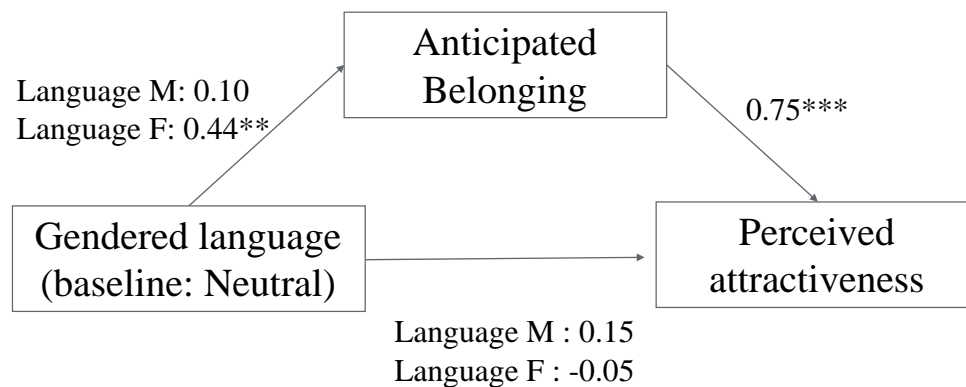 Anticipated
Belonging
Language M: 0.10
Language F: 0.44**
0.75***
Gendered language
(baseline: Neutral)
Perceived
attractiveness
Language M : 0.15
Language F : -0.05